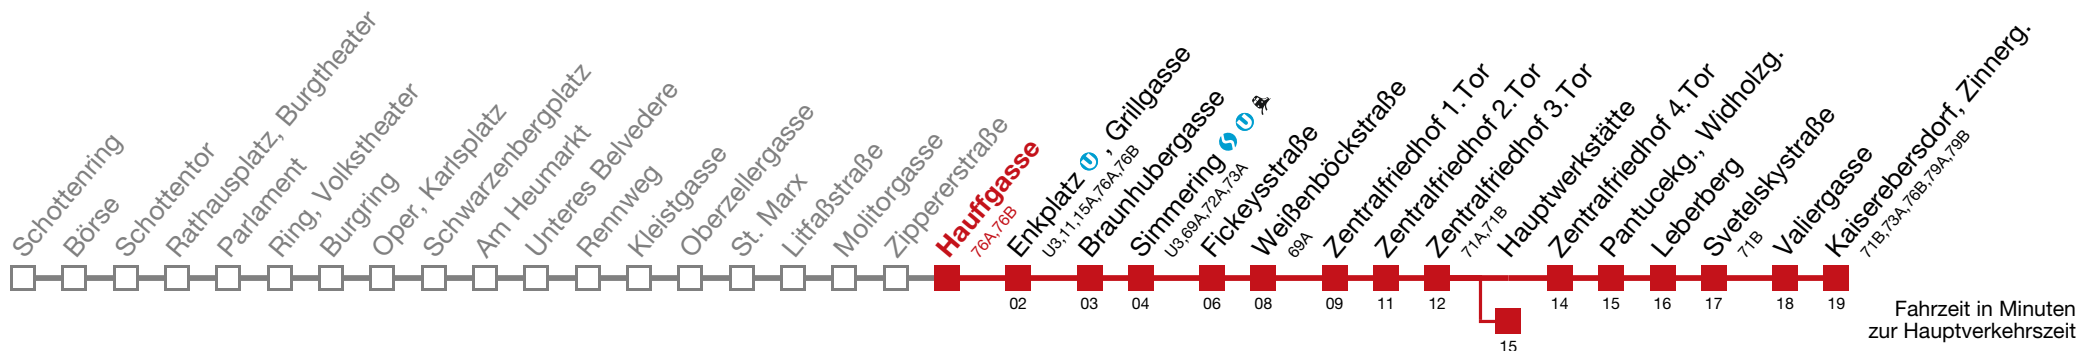 Schottenring
Börse
Schottentor
Rathausplatz, Burgtheater
Parlament
Ring, Volkstheater
Burgring
Oper, Karlsplatz
Schwarzenbergplatz
Am Heumarkt
Unteres Belvedere
Rennweg
Kleistgasse
Oberzellergasse
St. Marx
Litfaßstraße
Molitorgasse
Zippererstraße
Hauffgasse
76A,76B
Enkplatz U, Grillgasse
U3,11,15A,76A,76B
Braunhubergasse
Simmering S U
U3,69A,72A,73A
Fickeysstraße
Weißenböckstraße
69A
Zentralfriedhof 1.Tor
Zentralfriedhof 2.Tor
Zentralfriedhof 3.Tor
71A,71B
Hauptwerkstätte
Zentralfriedhof 4.Tor
Pantucekg., Widholzg.
Leberberg
Svetelskystraße
71B
Valiergasse
Kaiserebersdorf, Zinnerg.
71B,73A,76B,79A,79B
02 03 04 06 08 09 11 12 14 15 16 17 18 19
15
Fahrzeit in Minuten
zur Hauptverkehrszeit